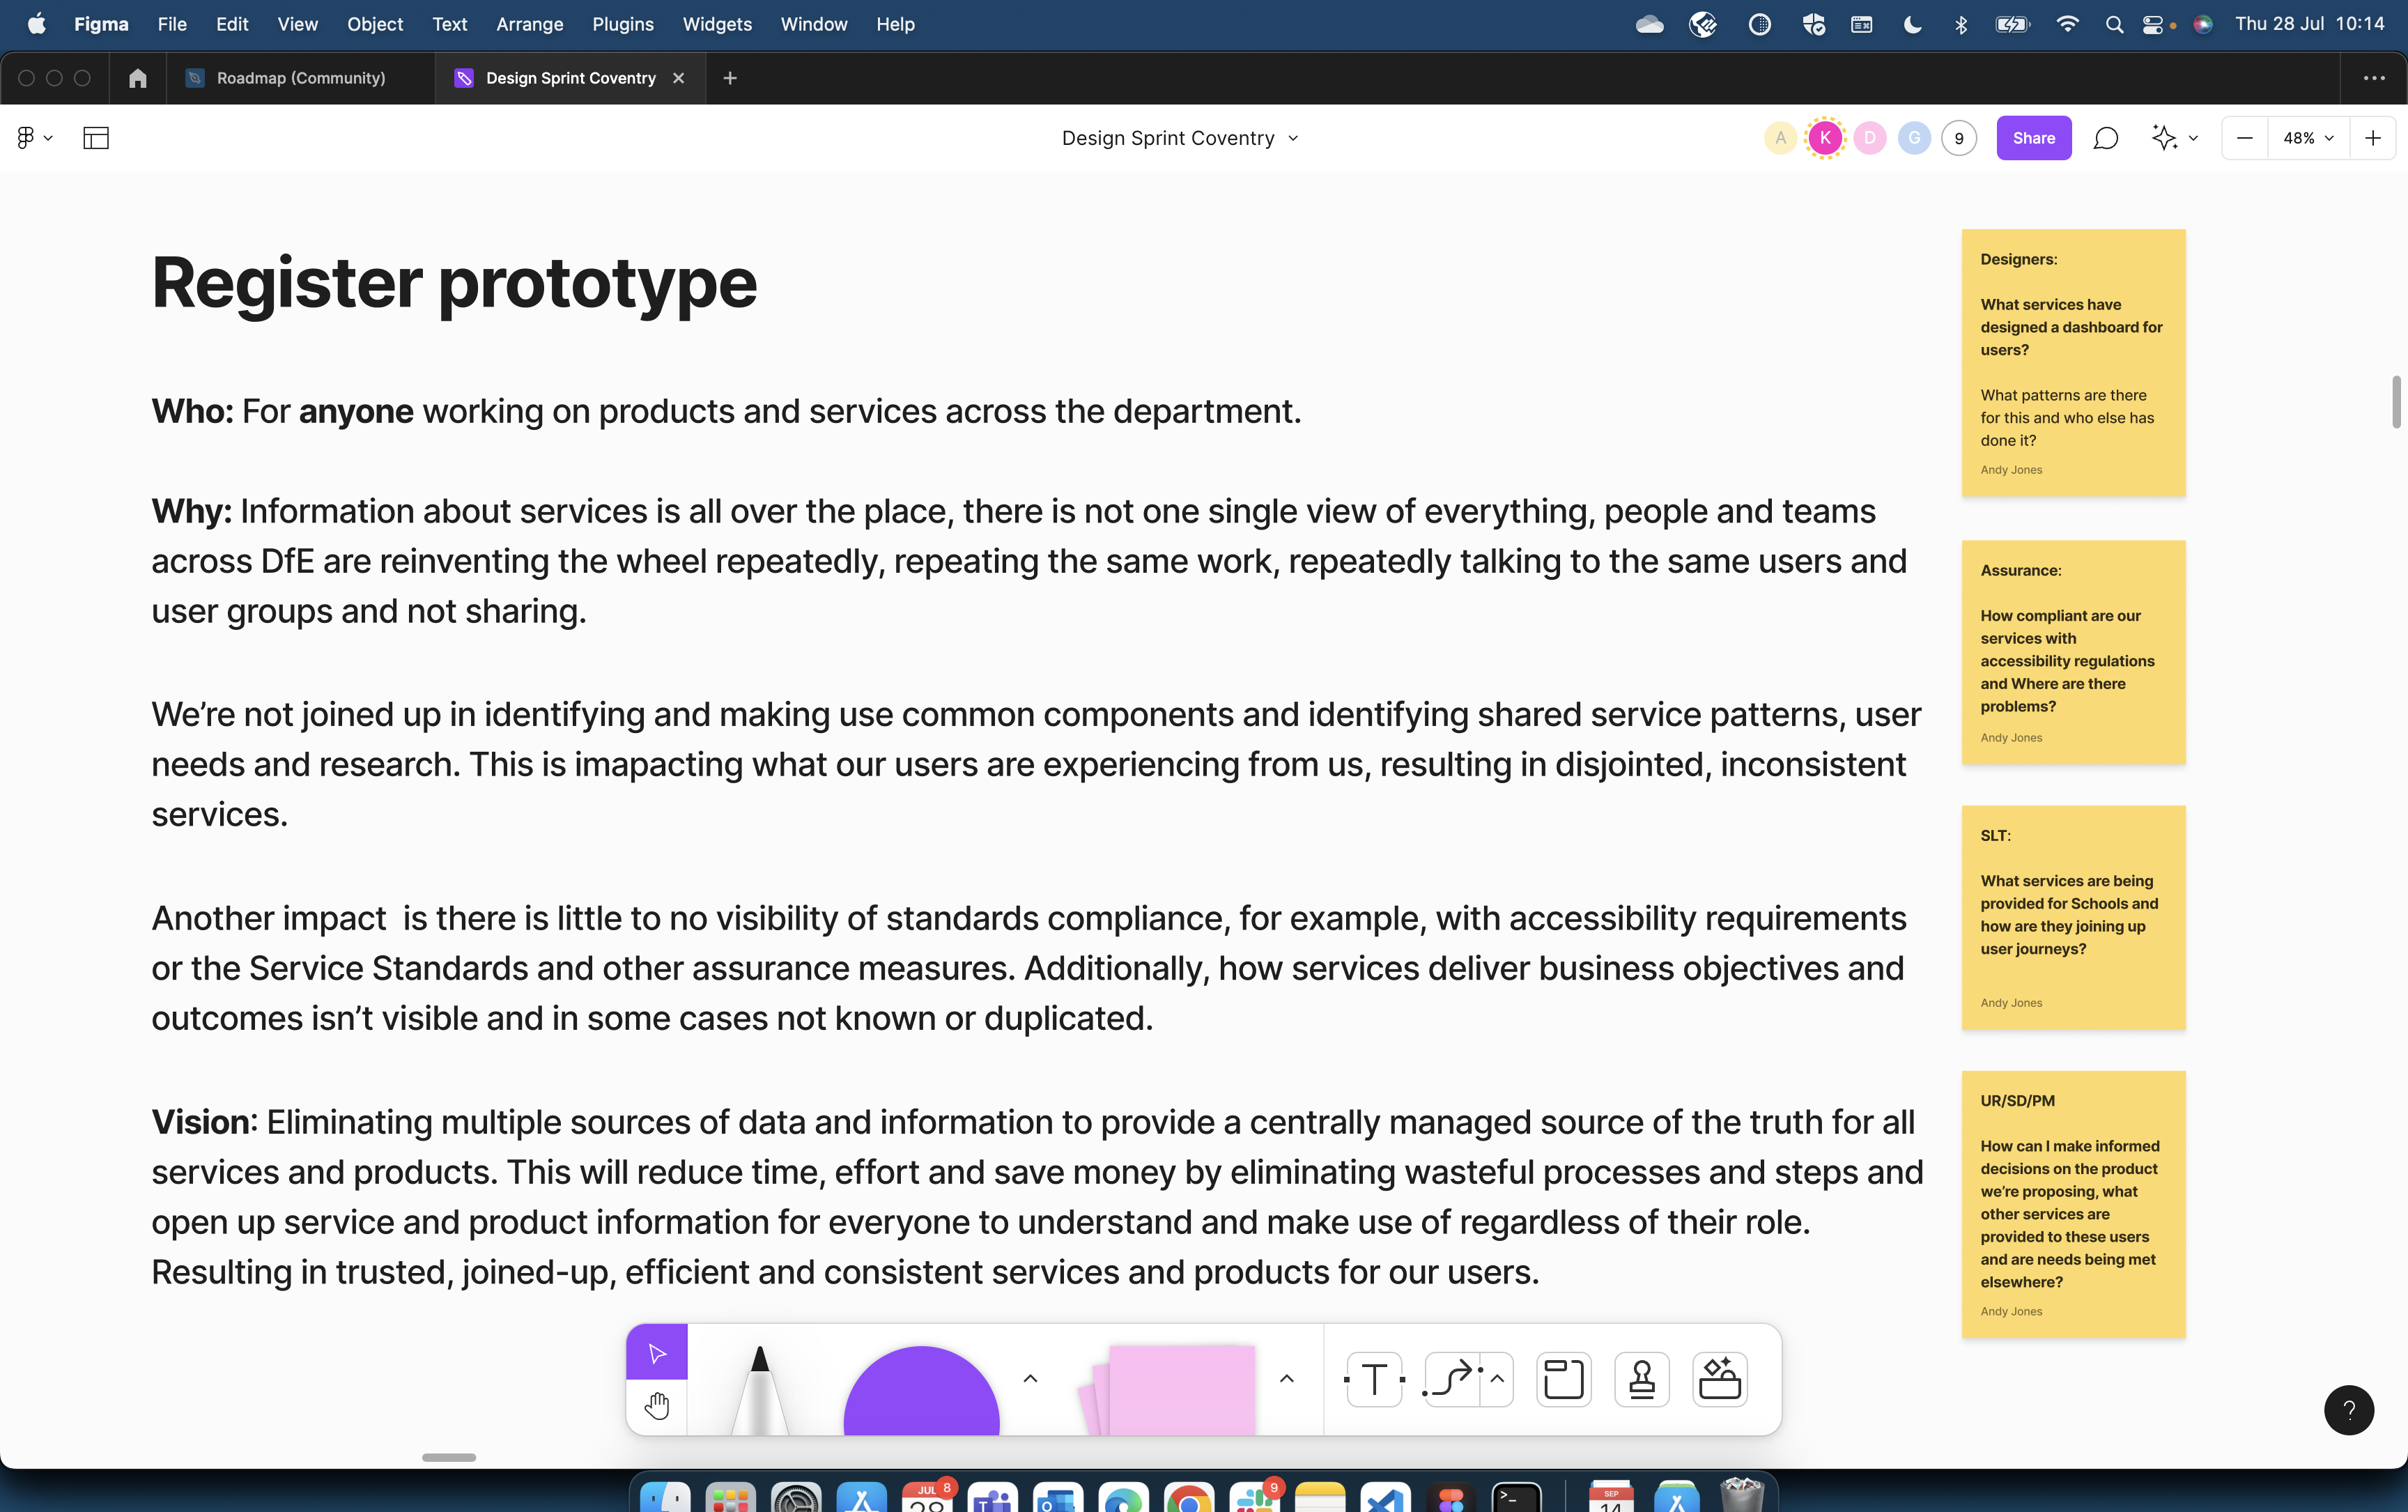 Figma File Edit View Object Text Arrange Plugins Widgets Window Help Thu 28 Jul 10:14
Roadmap (Community) Design Sprint Coventry
Design Sprint Coventry A K D G 9 Share 48%
Register prototype
Who: For anyone working on products and services across the department.
Why: Information about services is all over the place, there is not one single view of everything, people and teams
across DfE are reinventing the wheel repeatedly, repeating the same work, repeatedly talking to the same users and
user groups and not sharing.
We’re not joined up in identifying and making use common components and identifying shared service patterns, user
needs and research. This is imapacting what our users are experiencing from us, resulting in disjointed, inconsistent
services.
Another impact  is there is little to no visibility of standards compliance, for example, with accessibility requirements
or the Service Standards and other assurance measures. Additionally, how services deliver business objectives and
outcomes isn’t visible and in some cases not known or duplicated.
Vision: Eliminating multiple sources of data and information to provide a centrally managed source of the truth for all
services and products. This will reduce time, effort and save money by eliminating wasteful processes and steps and
open up service and product information for everyone to understand and make use of regardless of their role.
Resulting in trusted, joined-up, efficient and consistent services and products for our users.
Designers:
What services have
designed a dashboard for
users?
What patterns are there
for this and who else has
done it?
Andy Jones
Assurance:
How compliant are our
services with
accessibility regulations
and Where are there
problems?
Andy Jones
SLT:
What services are being
provided for Schools and
how are they joining up
user journeys?
Andy Jones
UR/SD/PM
How can I make informed
decisions on the product
we’re proposing, what
other services are
provided to these users
and are needs being met
elsewhere?
Andy Jones
T
?
JUL 8 9 SEP
28 T O >_ 14